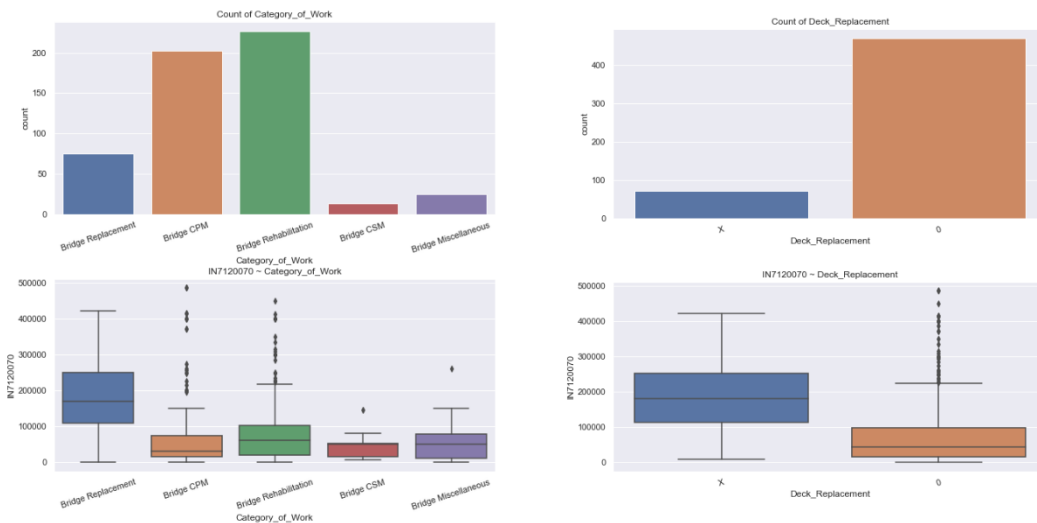 Count of Category_of_Work
200
150
100
50
0
count
Bridge Replacement
Bridge CPM
Bridge Rehabilitation
Bridge CSM
Bridge Miscellaneous
Category_of_Work
Count of Deck_Replacement
400
300
200
100
0
count
X
0
Deck_Replacement
IN7120070 ~ Category_of_Work
500000
400000
300000
200000
100000
0
IN7120070
Bridge Replacement
Bridge CPM
Bridge Rehabilitation
Bridge CSM
Bridge Miscellaneous
Category_of_Work
IN7120070 ~ Deck_Replacement
500000
400000
300000
200000
100000
0
IN7120070
X
0
Deck_Replacement